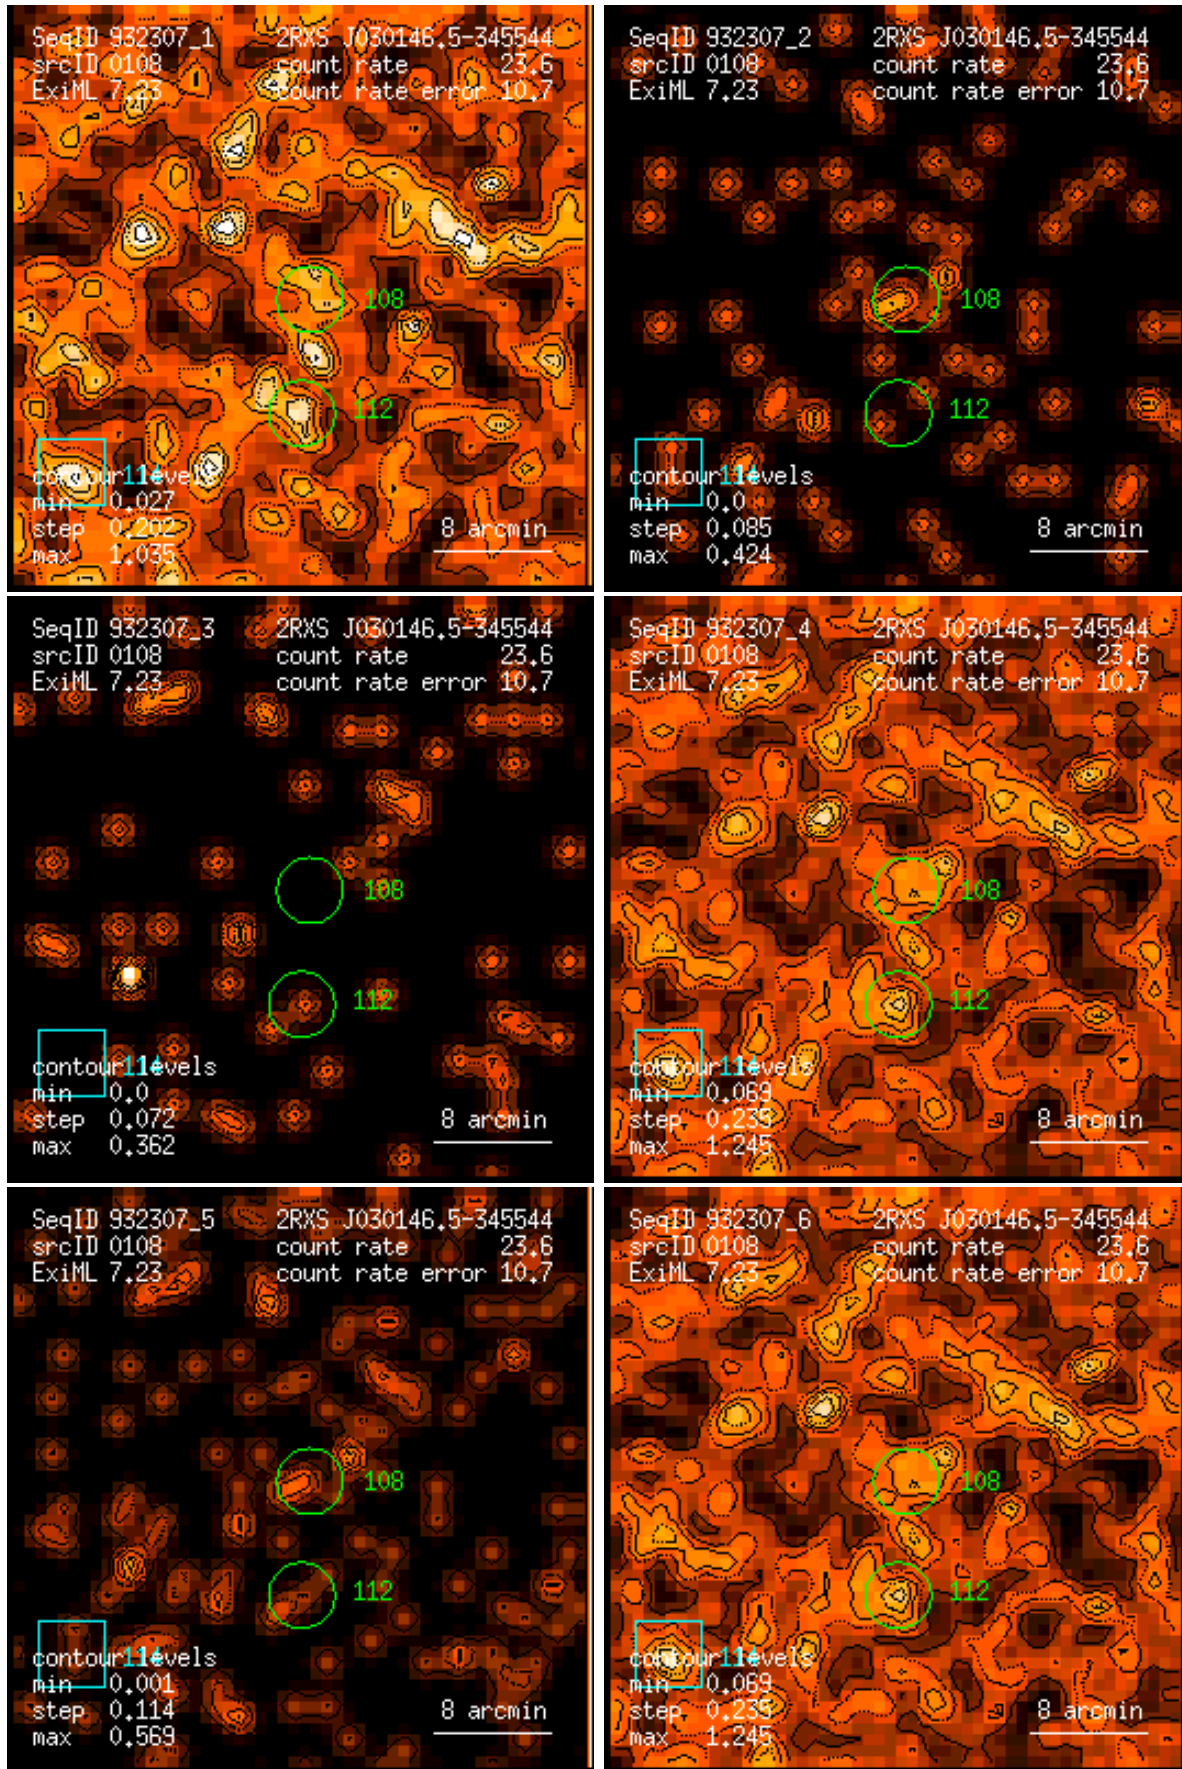 SeqID 932307_1 2RXS J030146.5-345544
srcID 0108 count rate 23.6
ExiML 7.23 count rate error 10.7
108
112
contour levels
min 0.027
step 0.202
max 1.035
8 arcmin
SeqID 932307_2 2RXS J030146.5-345544
srcID 0108 count rate 23.6
ExiML 7.23 count rate error 10.7
108
112
contour levels
min 0.0
step 0.085
max 0.424
8 arcmin
SeqID 932307_3 2RXS J030146.5-345544
srcID 0108 count rate 23.6
ExiML 7.23 count rate error 10.7
108
112
contour levels
min 0.0
step 0.072
max 0.362
8 arcmin
SeqID 932307_4 2RXS J030146.5-345544
srcID 0108 count rate 23.6
ExiML 7.23 count rate error 10.7
108
112
contour levels
min 0.069
step 0.235
max 1.245
8 arcmin
SeqID 932307_5 2RXS J030146.5-345544
srcID 0108 count rate 23.6
ExiML 7.23 count rate error 10.7
108
112
contour levels
min 0.001
step 0.114
max 0.569
8 arcmin
SeqID 932307_6 2RXS J030146.5-345544
srcID 0108 count rate 23.6
ExiML 7.23 count rate error 10.7
108
112
contour levels
min 0.069
step 0.235
max 1.245
8 arcmin